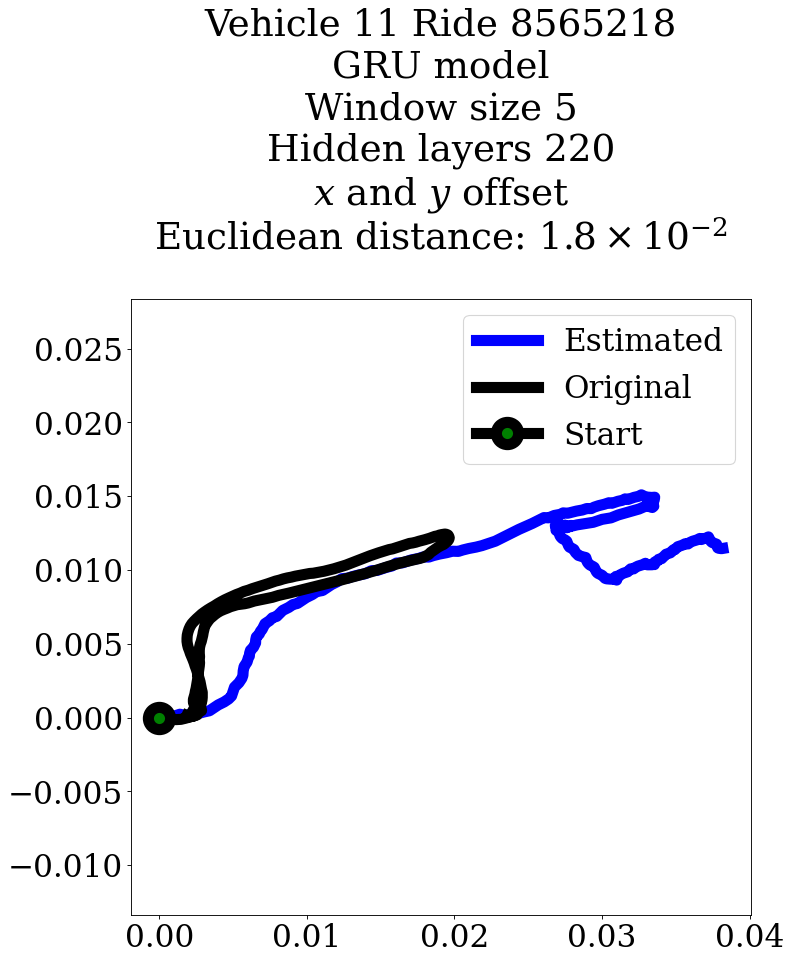 Vehicle 11 Ride 8565218
GRU model
Window size 5
Hidden layers 220
x and y offset
Euclidean distance: 1.8 × 10⁻²
Estimated
Original
Start
0.025
0.020
0.015
0.010
0.005
0.000
−0.005
−0.010
0.00 0.01 0.02 0.03 0.04